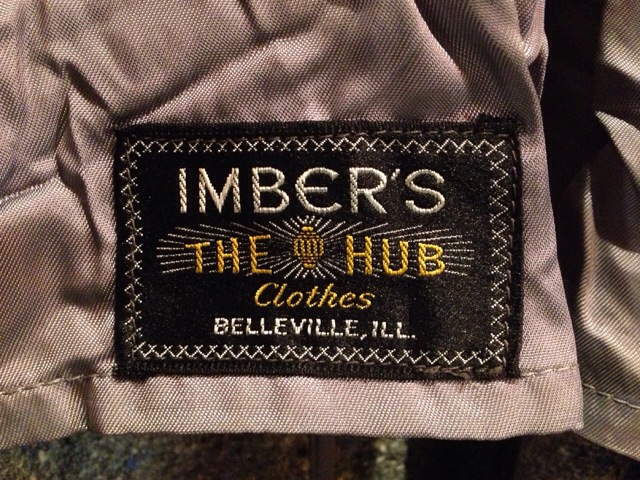 IMBER'S
THE HUB
Clothes
BELLEVILLE, ILL.